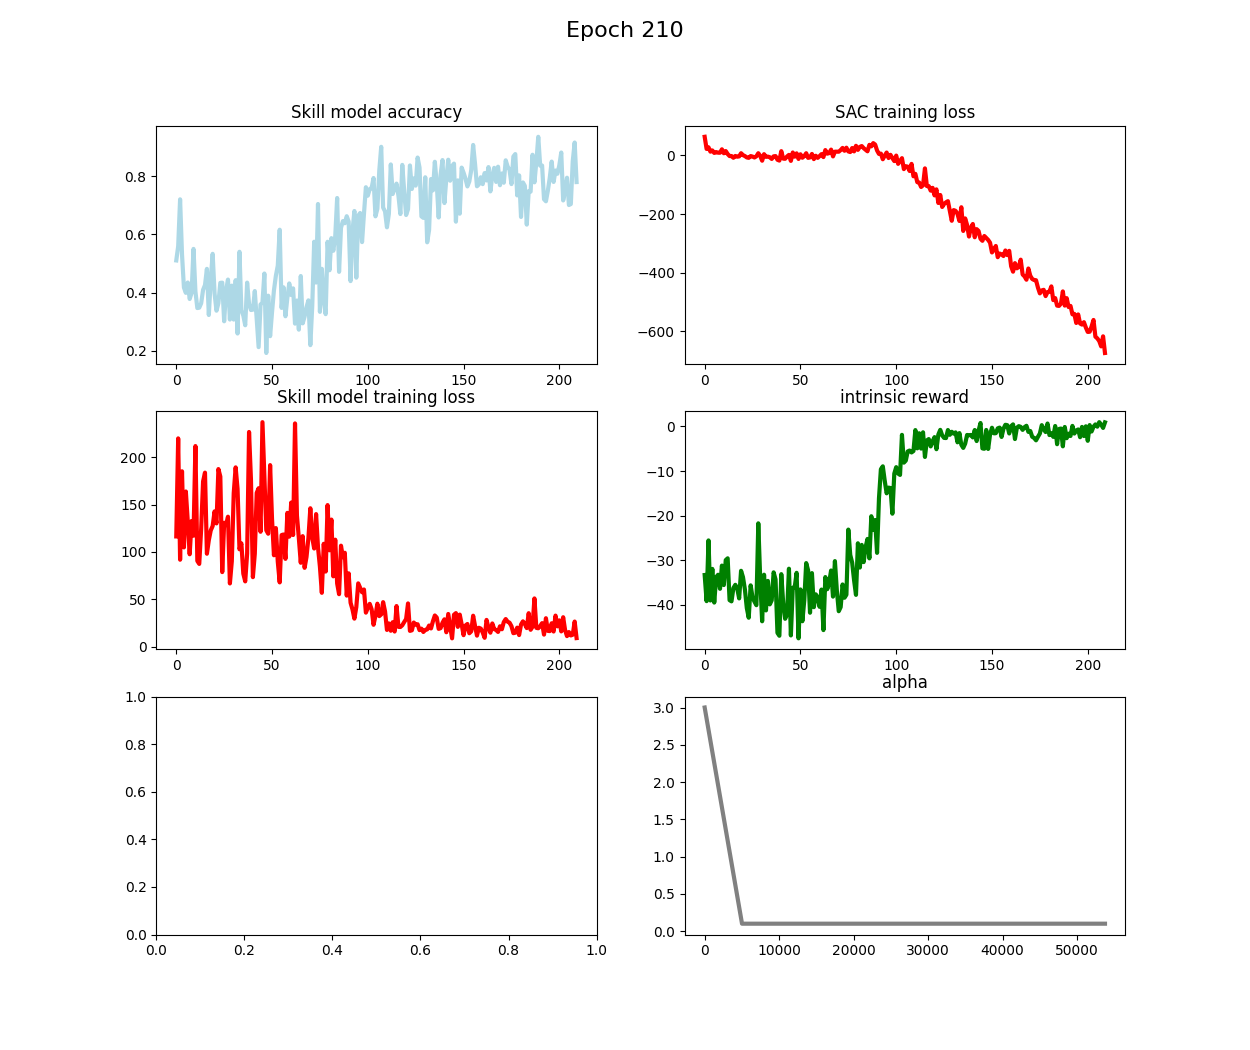 Epoch 210
Skill model accuracy
0.8
0.6
0.4
0.2
0 50 100 150 200
SAC training loss
0
−200
−400
−600
0 50 100 150 200
Skill model training loss
200
150
100
50
0
0 50 100 150 200
intrinsic reward
0
−10
−20
−30
−40
0 50 100 150 200
1.0
0.8
0.6
0.4
0.2
0.0
0.0 0.2 0.4 0.6 0.8 1.0
alpha
3.0
2.5
2.0
1.5
1.0
0.5
0.0
0 10000 20000 30000 40000 50000